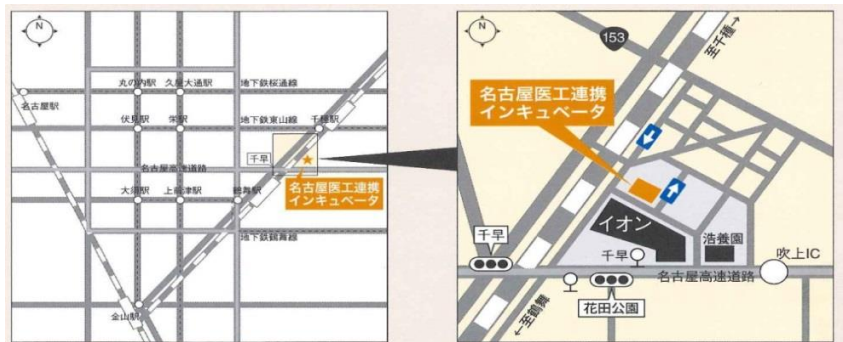 N
丸の内駅 久屋大通駅 地下鉄桜通線
名古屋駅
伏見駅 栄駅 地下鉄東山線 千種駅
千早
名古屋高速道路
名古屋医工連携
インキュベータ
大須駅 上前津駅 鶴舞駅
地下鉄鶴舞線
金山駅
N
153
至千種→
名古屋医工連携
インキュベータ
イオン
千早
浩養園
千早
吹上IC
名古屋高速道路
花田公園
←至鶴舞